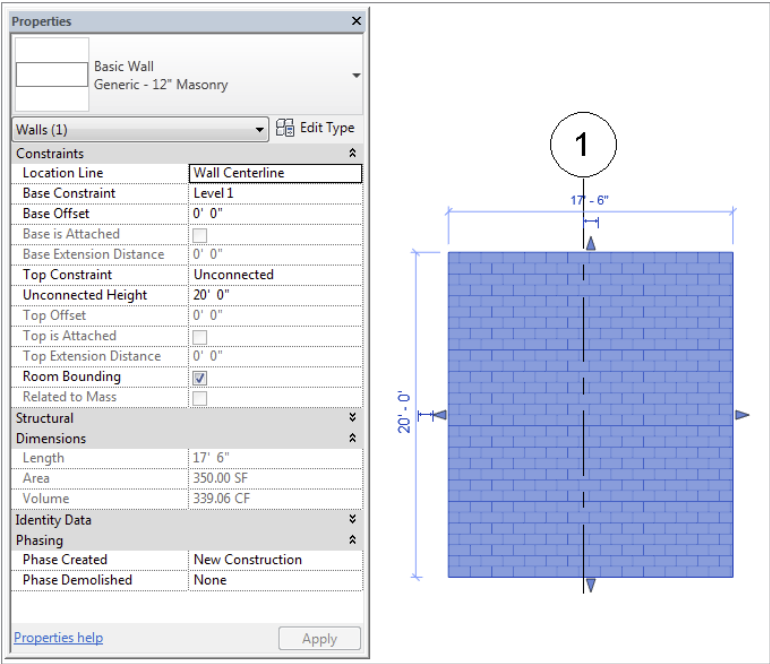 Properties
Basic Wall
Generic - 12" Masonry
Walls (1) Edit Type
Constraints
Location Line Wall Centerline
Base Constraint Level 1
Base Offset 0' 0"
Base is Attached
Base Extension Distance 0' 0"
Top Constraint Unconnected
Unconnected Height 20' 0"
Top Offset 0' 0"
Top is Attached
Top Extension Distance 0' 0"
Room Bounding
Related to Mass
Structural
Dimensions
Length 17' 6"
Area 350.00 SF
Volume 339.06 CF
Identity Data
Phasing
Phase Created New Construction
Phase Demolished None
Properties help Apply
1
17' - 6"
20' - 0'